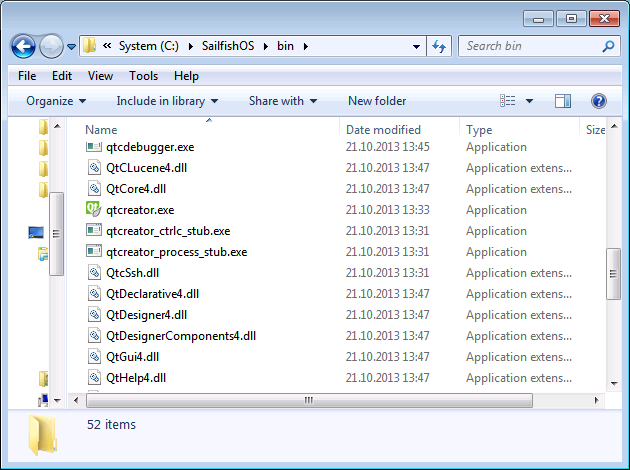 « System (C:) ▸ SailfishOS ▸ bin ▸ Search bin
File Edit View Tools Help
Organize Include in library Share with New folder
Name Date modified Type Size
qtcdebugger.exe 21.10.2013 13:45 Application
QtCLucene4.dll 21.10.2013 13:47 Application extens...
QtCore4.dll 21.10.2013 13:47 Application extens...
qtcreator.exe 21.10.2013 13:33 Application
qtcreator_ctrlc_stub.exe 21.10.2013 13:31 Application
qtcreator_process_stub.exe 21.10.2013 13:31 Application
QtcSsh.dll 21.10.2013 13:31 Application extens...
QtDeclarative4.dll 21.10.2013 13:47 Application extens...
QtDesigner4.dll 21.10.2013 13:47 Application extens...
QtDesignerComponents4.dll 21.10.2013 13:47 Application extens...
QtGui4.dll 21.10.2013 13:47 Application extens...
QtHelp4.dll 21.10.2013 13:47 Application extens...
52 items